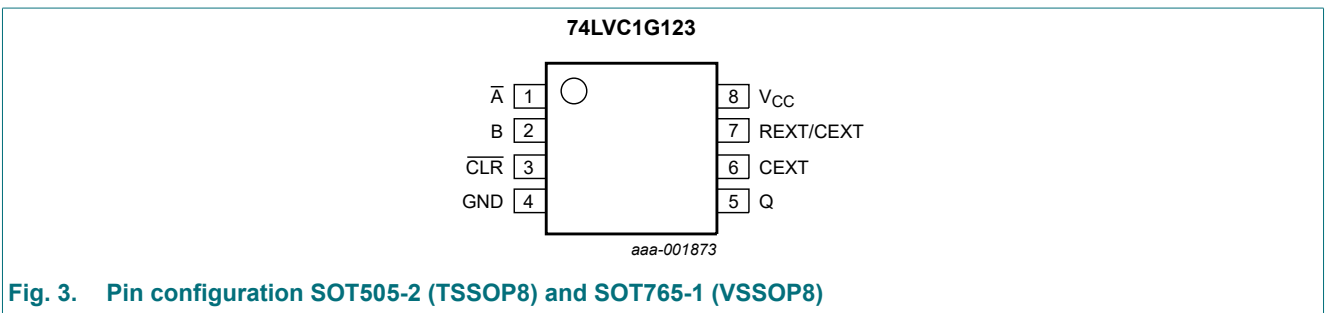 74LVC1G123
A̅ 1 8 VCC
B 2 7 REXT/CEXT
C̅L̅R̅ 3 6 CEXT
GND 4 5 Q
aaa-001873
Fig. 3. Pin configuration SOT505-2 (TSSOP8) and SOT765-1 (VSSOP8)